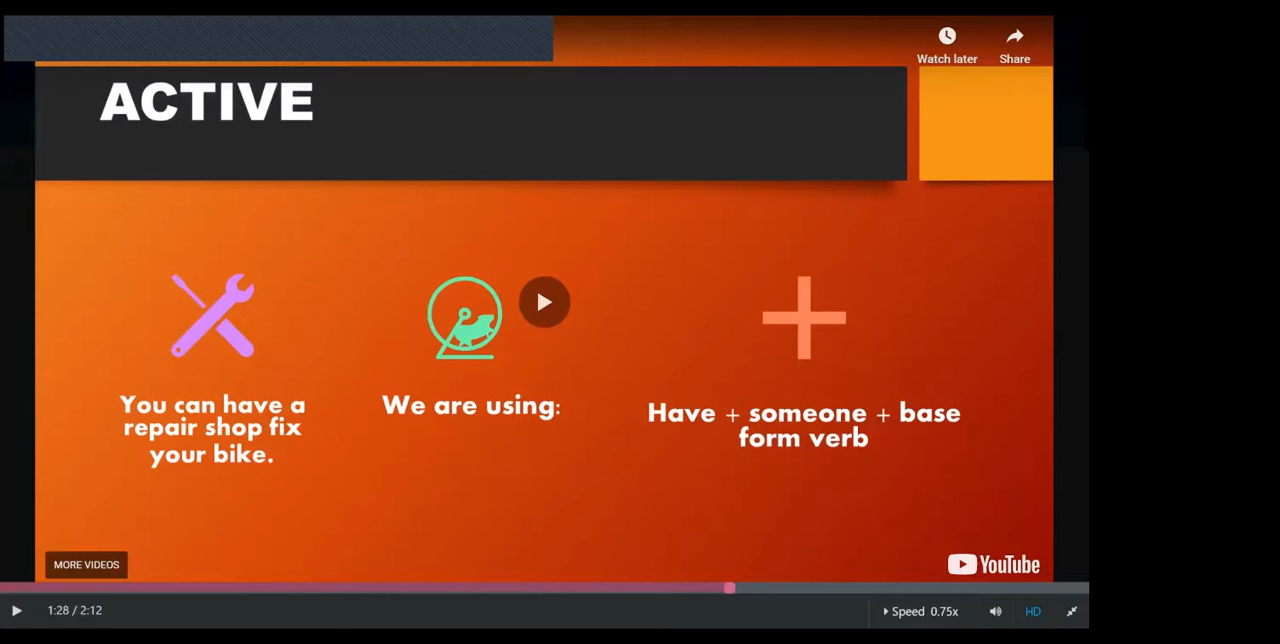 Watch later
Share
ACTIVE
You can have a
repair shop fix
your bike.
We are using:
Have + someone + base
form verb
MORE VIDEOS
YouTube
1:28 / 2:12
Speed 0.75x
HD